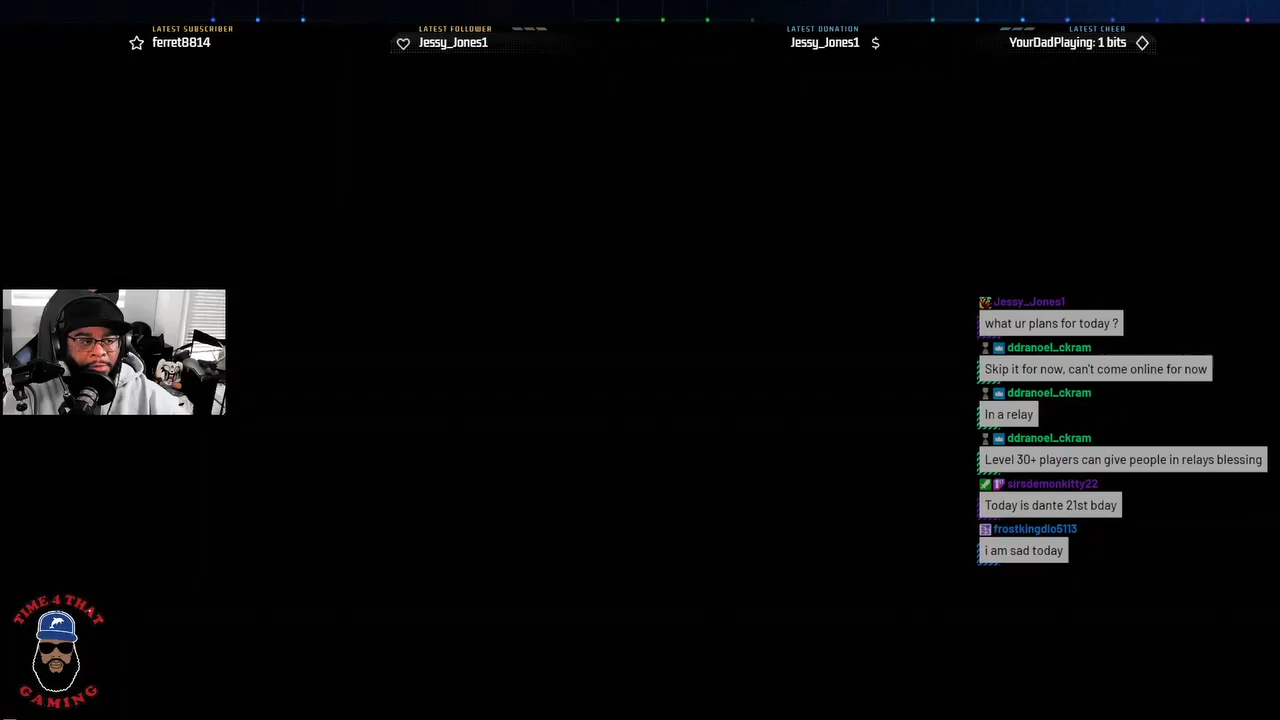 LATEST SUBSCRIBER
ferret8814
LATEST FOLLOWER
Jessy_Jones1
LATEST DONATION
Jessy_Jones1 $
LATEST CHEER
YourDadPlaying: 1 bits
Jessy_Jones1
what ur plans for today ?
ddranoel_ckram
Skip it for now, can't come online for now
ddranoel_ckram
In a relay
ddranoel_ckram
Level 30+ players can give people in relays blessing
sirsdemonkitty22
Today is dante 21st bday
frostkingdio5113
i am sad today
TIME 4 THAT
GAMING